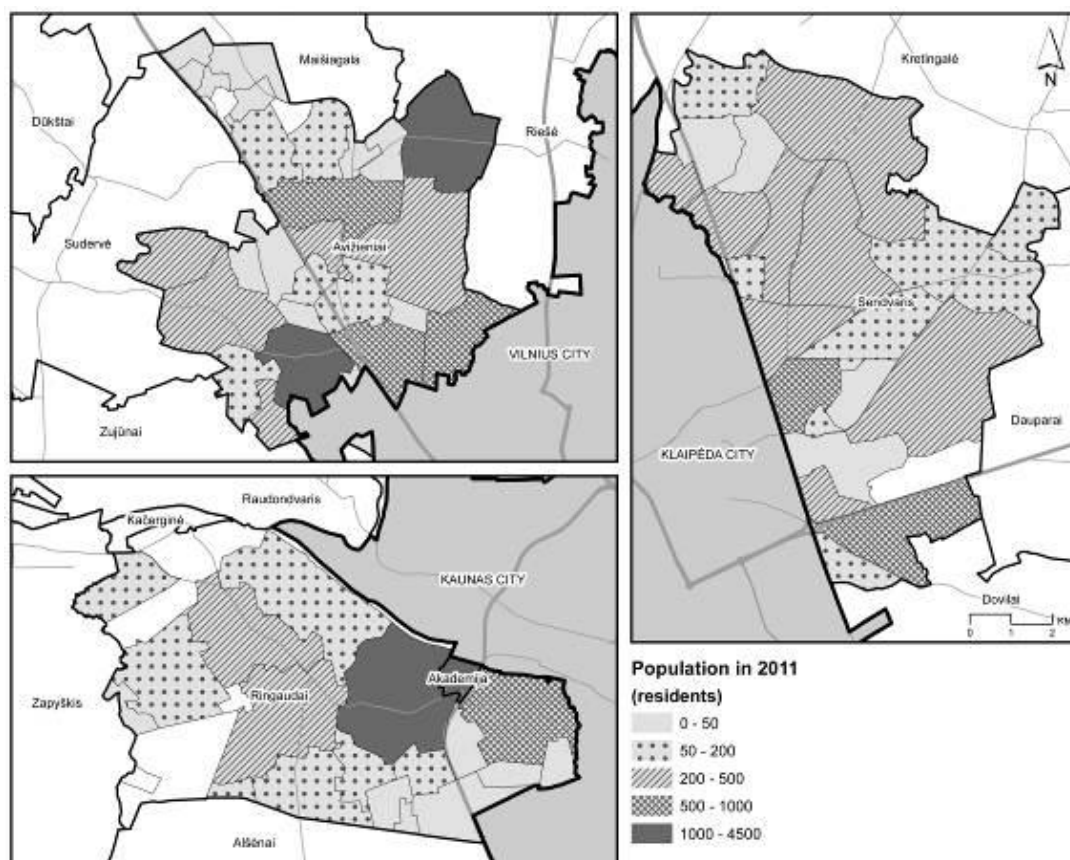 Maišiagala
Dūkštai
Riešė
Sudervė
Avižieniai
VILNIUS CITY
Zujūnai
Kretingalė
N
Sendvaris
Dauparai
KLAIPĖDA CITY
Dovilai
0 1 2
KM
Raudondvaris
Kačerginė
KAUNAS CITY
Akademija
Zapyškis
Ringaudai
Alšėnai
Population in 2011
(residents)
0 - 50
50 - 200
200 - 500
500 - 1000
1000 - 4500